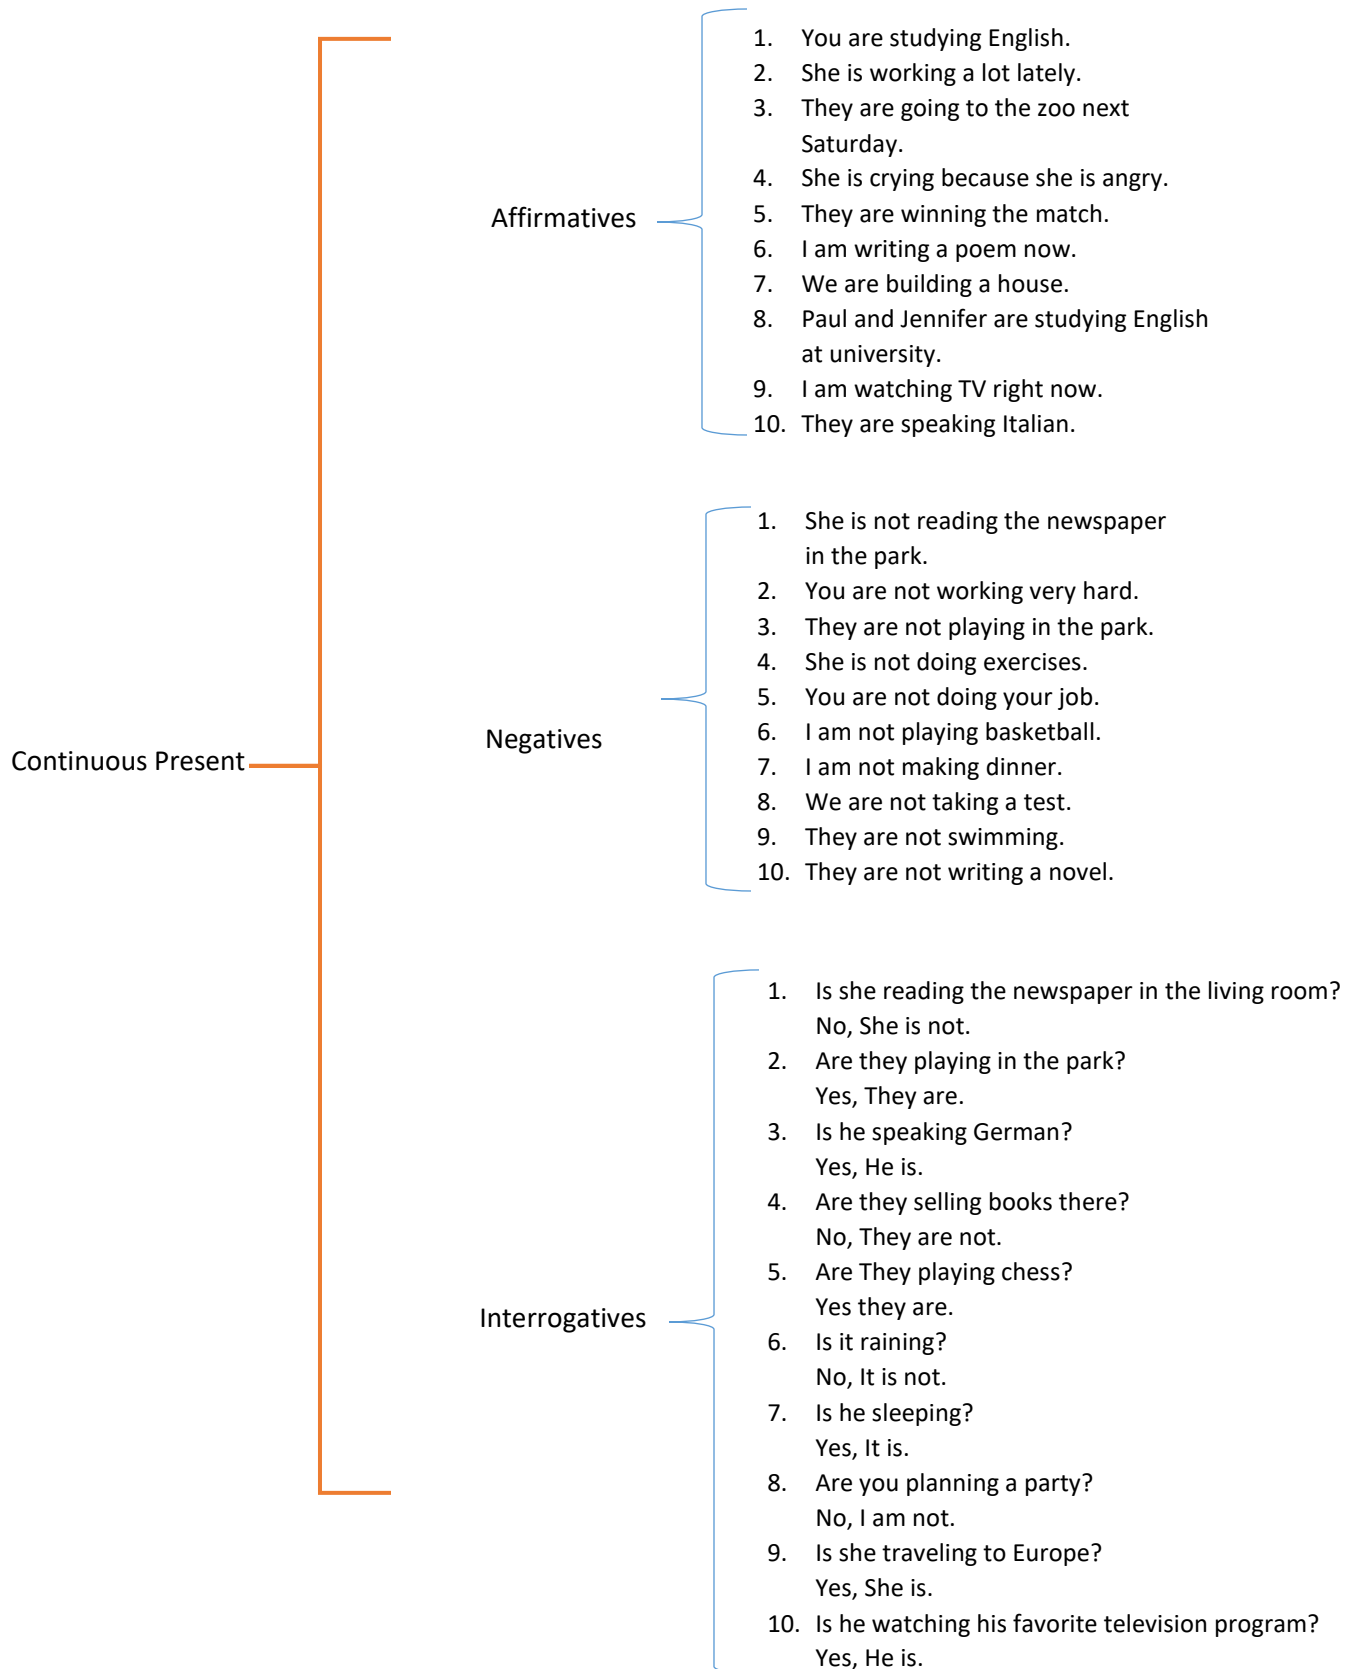 Continuous Present
Affirmatives
1. You are studying English.
2. She is working a lot lately.
3. They are going to the zoo next
Saturday.
4. She is crying because she is angry.
5. They are winning the match.
6. I am writing a poem now.
7. We are building a house.
8. Paul and Jennifer are studying English
at university.
9. I am watching TV right now.
10. They are speaking Italian.
Negatives
1. She is not reading the newspaper
in the park.
2. You are not working very hard.
3. They are not playing in the park.
4. She is not doing exercises.
5. You are not doing your job.
6. I am not playing basketball.
7. I am not making dinner.
8. We are not taking a test.
9. They are not swimming.
10. They are not writing a novel.
Interrogatives
1. Is she reading the newspaper in the living room?
No, She is not.
2. Are they playing in the park?
Yes, They are.
3. Is he speaking German?
Yes, He is.
4. Are they selling books there?
No, They are not.
5. Are They playing chess?
Yes they are.
6. Is it raining?
No, It is not.
7. Is he sleeping?
Yes, It is.
8. Are you planning a party?
No, I am not.
9. Is she traveling to Europe?
Yes, She is.
10. Is he watching his favorite television program?
Yes, He is.